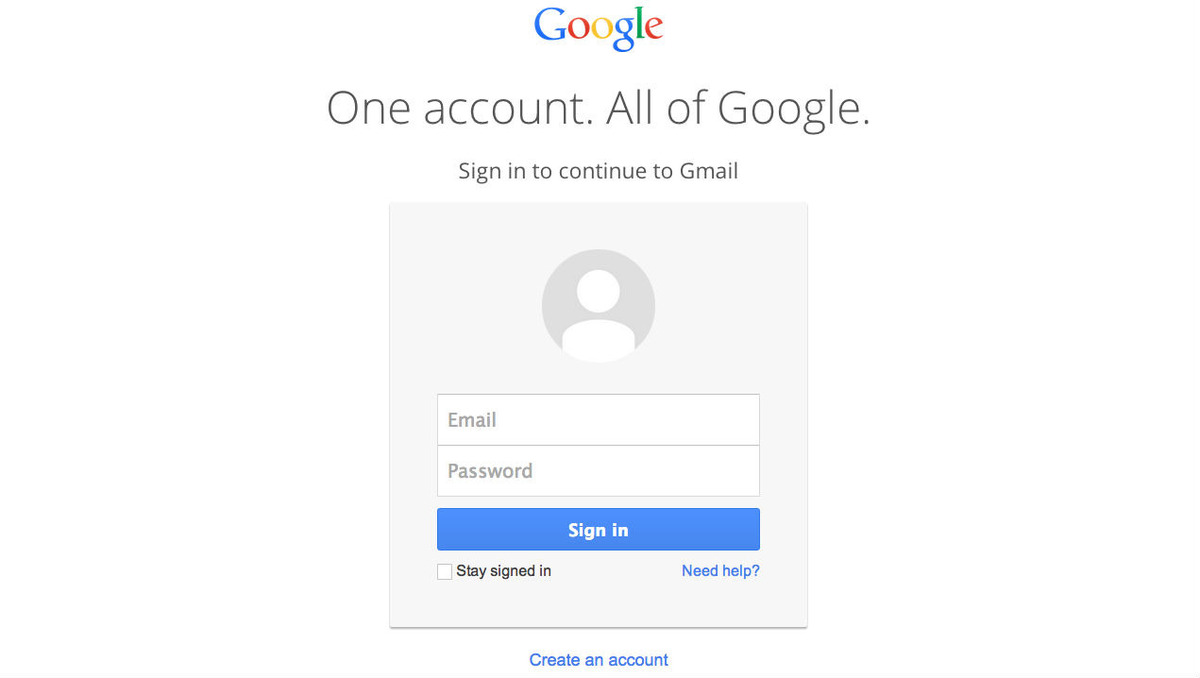 Google
One account. All of Google.
Sign in to continue to Gmail
Email
Password
Sign in
Stay signed in
Need help?
Create an account